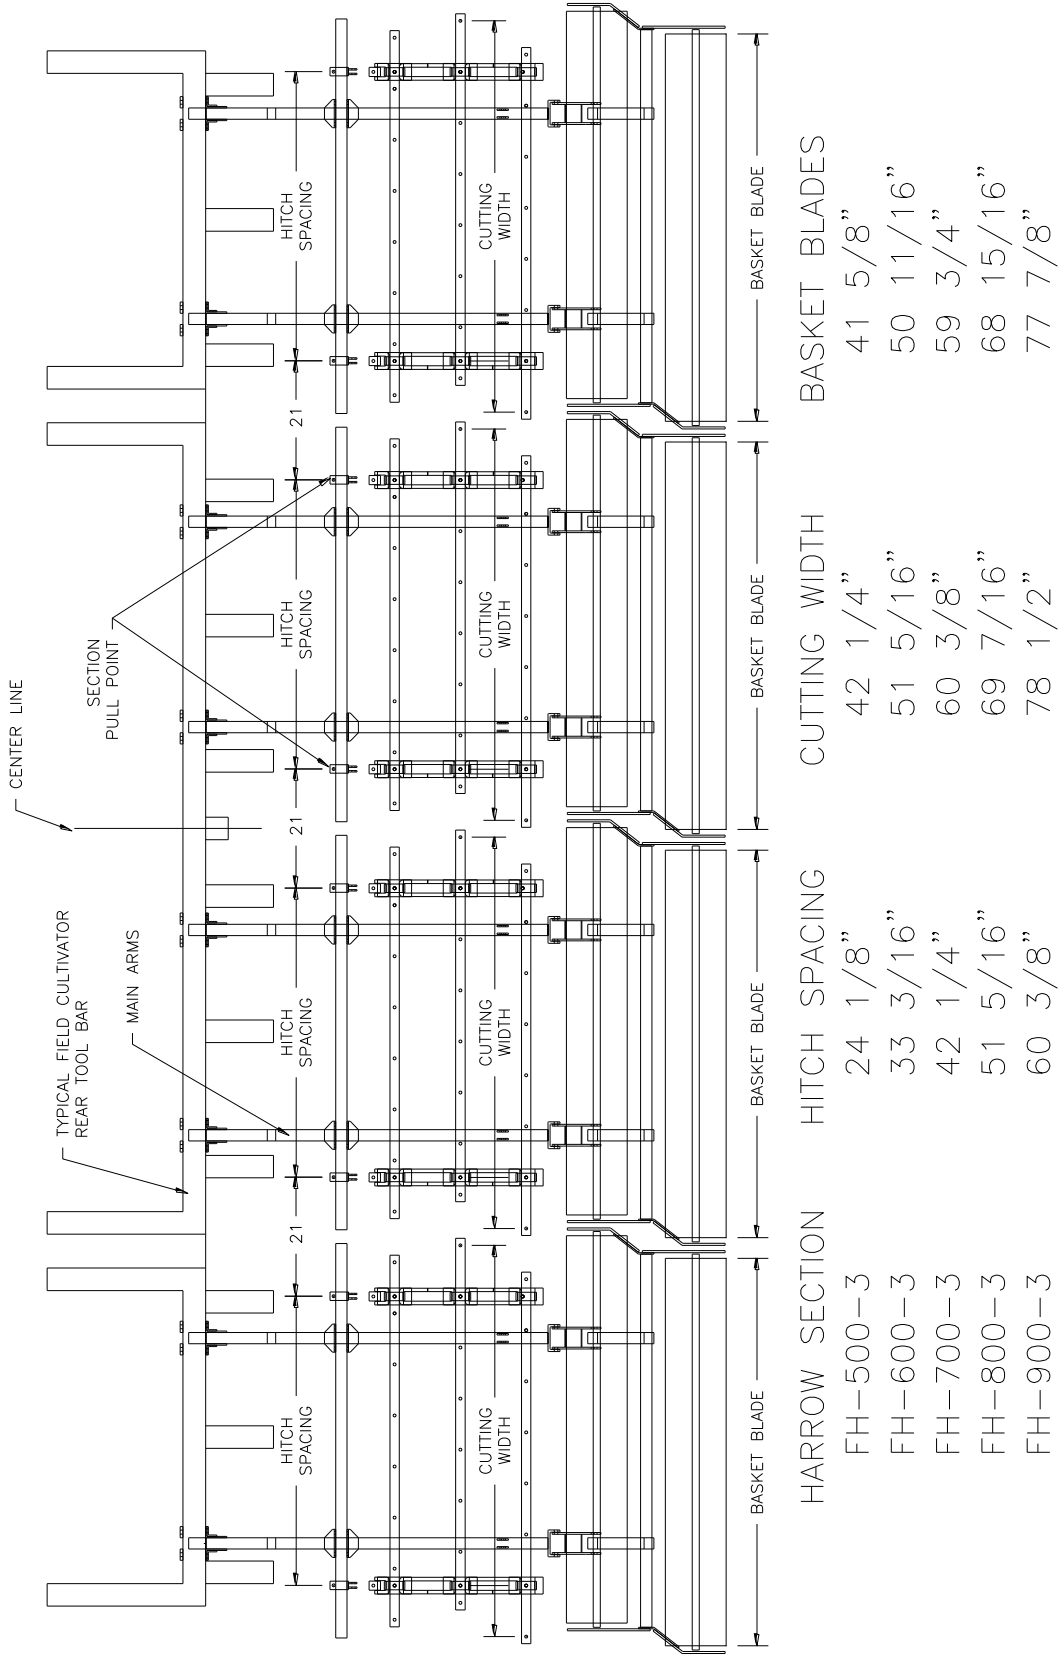 CENTER LINE
TYPICAL FIELD CULTIVATOR
REAR TOOL BAR
MAIN ARMS
SECTION
PULL POINT
HITCH
SPACING
21
HITCH
SPACING
21
HITCH
SPACING
21
HITCH
SPACING
CUTTING
WIDTH
CUTTING
WIDTH
CUTTING
WIDTH
CUTTING
WIDTH
BASKET BLADE
BASKET BLADE
BASKET BLADE
BASKET BLADE
HARROW SECTION HITCH SPACING CUTTING WIDTH BASKET BLADES
FH-500-3 24 1/8" 42 1/4" 41 5/8"
FH-600-3 33 3/16" 51 5/16" 50 11/16"
FH-700-3 42 1/4" 60 3/8" 59 3/4"
FH-800-3 51 5/16" 69 7/16" 68 15/16"
FH-900-3 60 3/8" 78 1/2" 77 7/8"